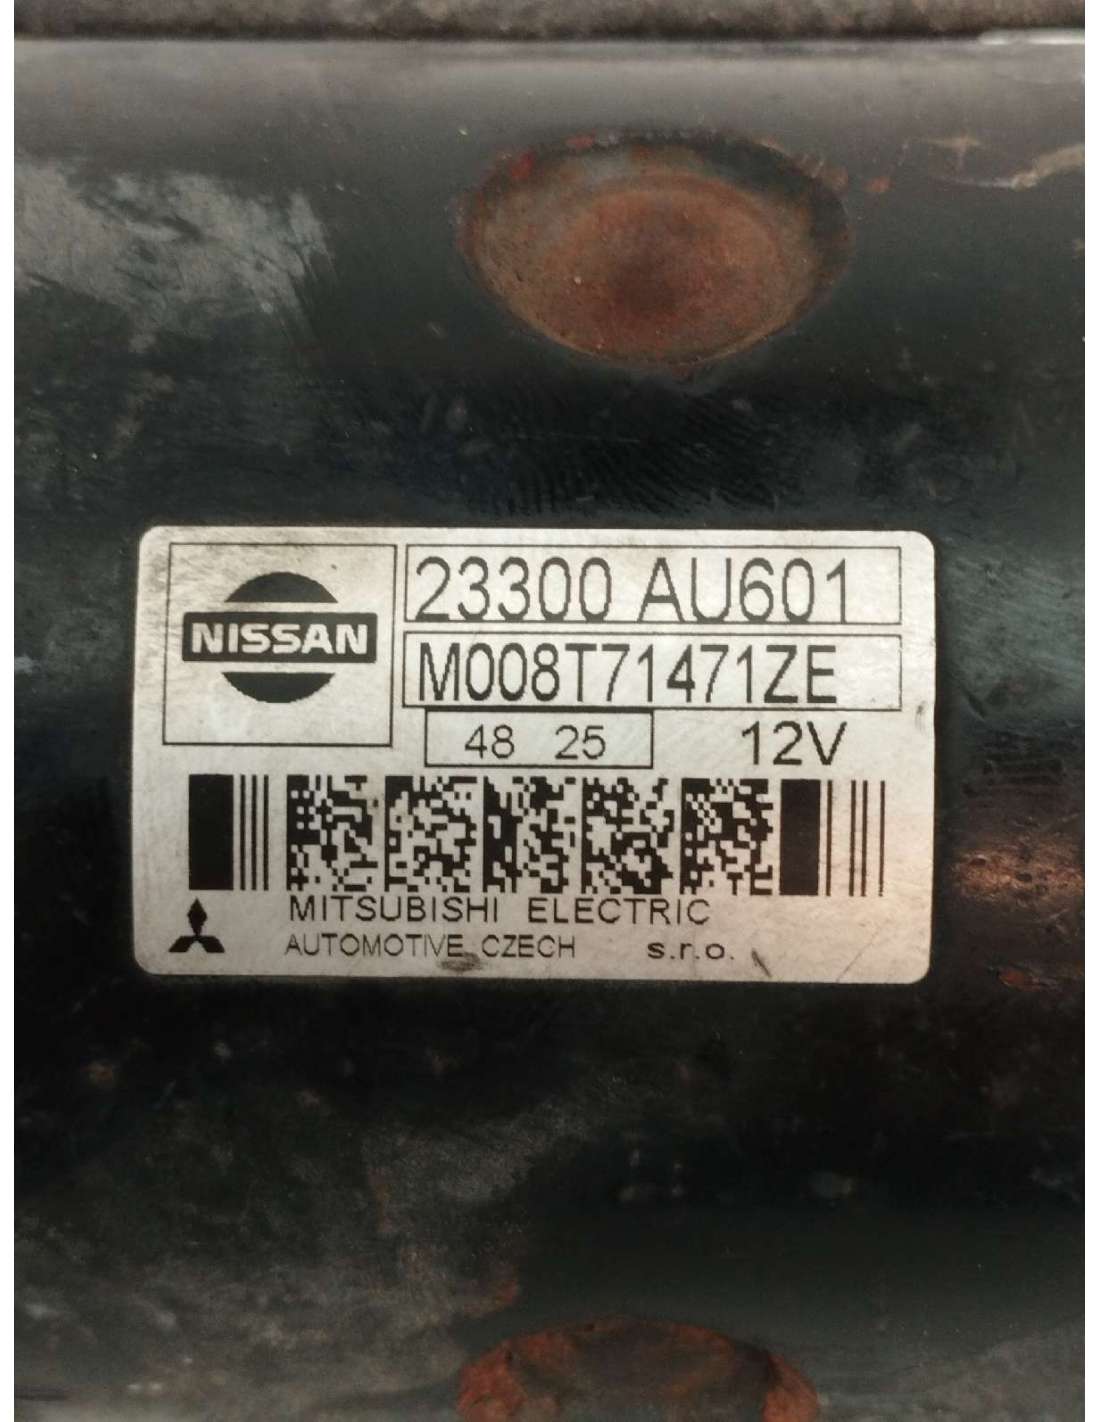 NISSAN
23300 AU601
M008T71471ZE
48 25
12V
MITSUBISHI ELECTRIC
AUTOMOTIVE CZECH s.r.o.